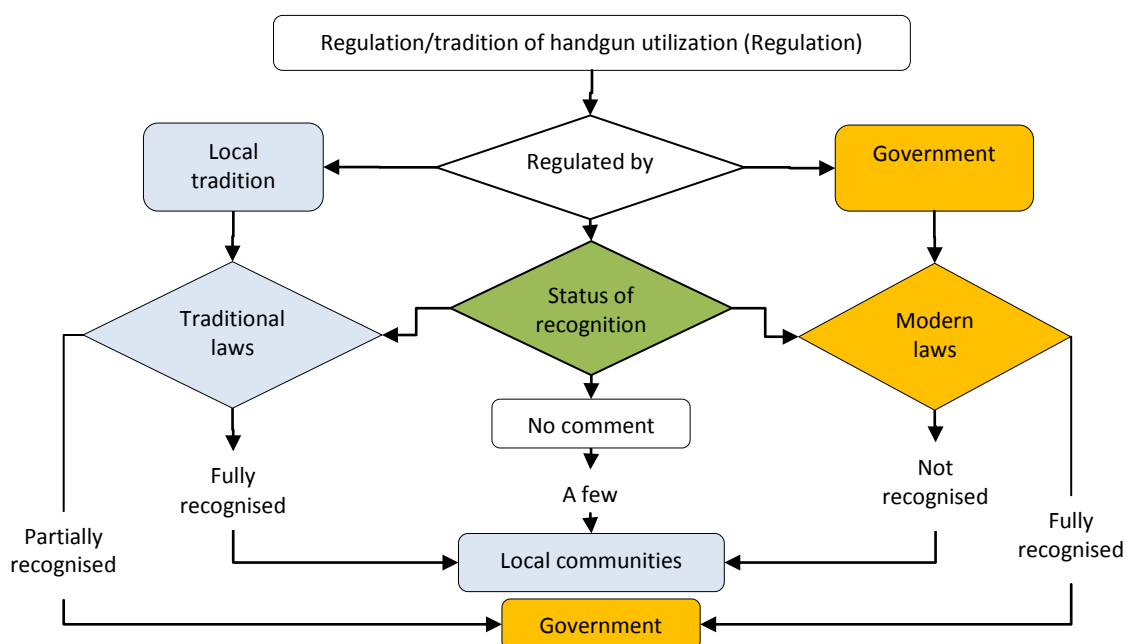 Regulation/tradition of handgun utilization (Regulation)
Local
tradition
Regulated by
Government
Traditional
laws
Status of
recognition
Modern
laws
No comment
Fully
recognised
A few
Not
recognised
Partially
recognised
Fully
recognised
Local communities
Government